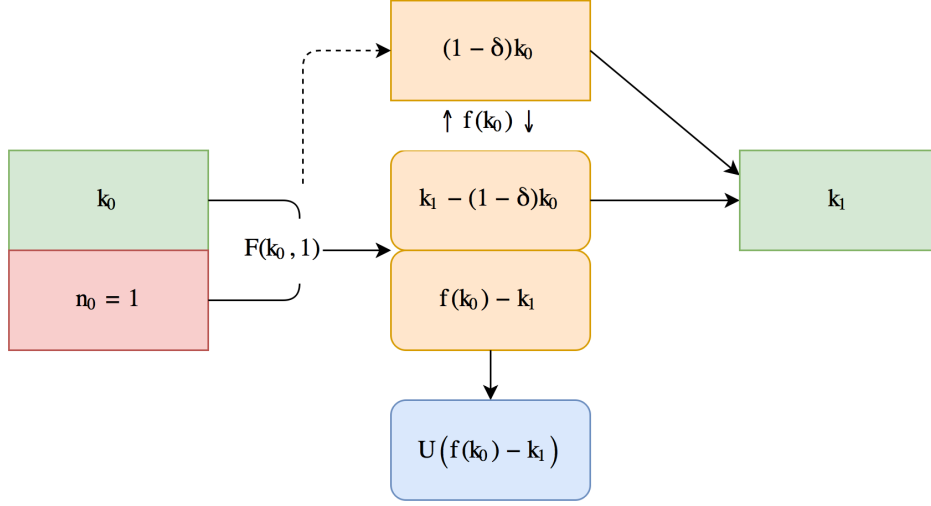 (1 − δ)k₀
↑ f(k₀) ↓
k₀
k₁ − (1 − δ)k₀
k₁
F(k₀, 1)
n₀ = 1
f(k₀) − k₁
U(f(k₀) − k₁)